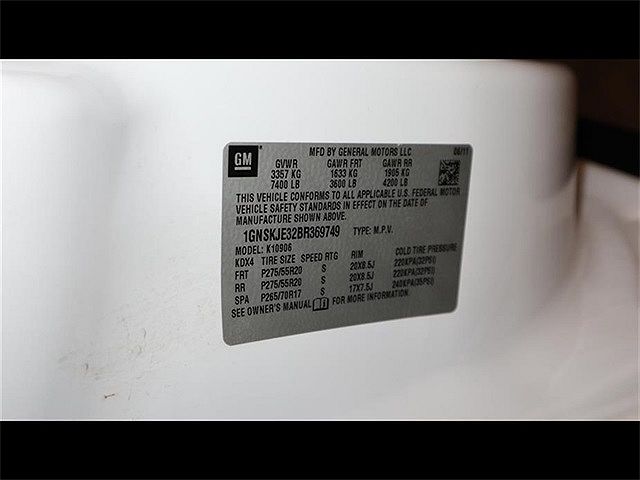 GM
MFD BY GENERAL MOTORS LLC 06/11
GVWR GAWR FRT GAWR RR
3357 KG 1633 KG 1905 KG
7400 LB 3600 LB 4200 LB
THIS VEHICLE CONFORMS TO ALL APPLICABLE U.S. FEDERAL MOTOR
VEHICLE SAFETY STANDARDS IN EFFECT ON THE DATE OF
MANUFACTURE SHOWN ABOVE.
1GNSKJE32BR369749 TYPE: M.P.V.
MODEL: K10906
KDX4 TIRE SIZE SPEED RTG RIM COLD TIRE PRESSURE
FRT P275/55R20 S 20X8.5J 220KPA(32PSI)
RR P275/55R20 S 20X8.5J 220KPA(32PSI)
SPA P265/70R17 S 17X7.5J 240KPA(35PSI)
SEE OWNER'S MANUAL FOR MORE INFORMATION.